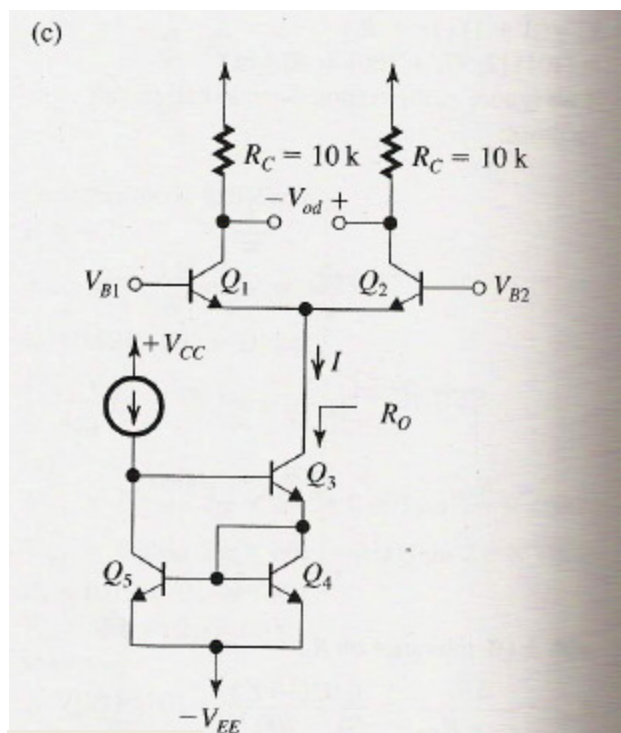 (c)
R_C = 10 k
R_C = 10 k
− V_od +
V_B1
Q_1
Q_2
V_B2
+V_CC
I
R_O
Q_3
Q_5
Q_4
−V_EE